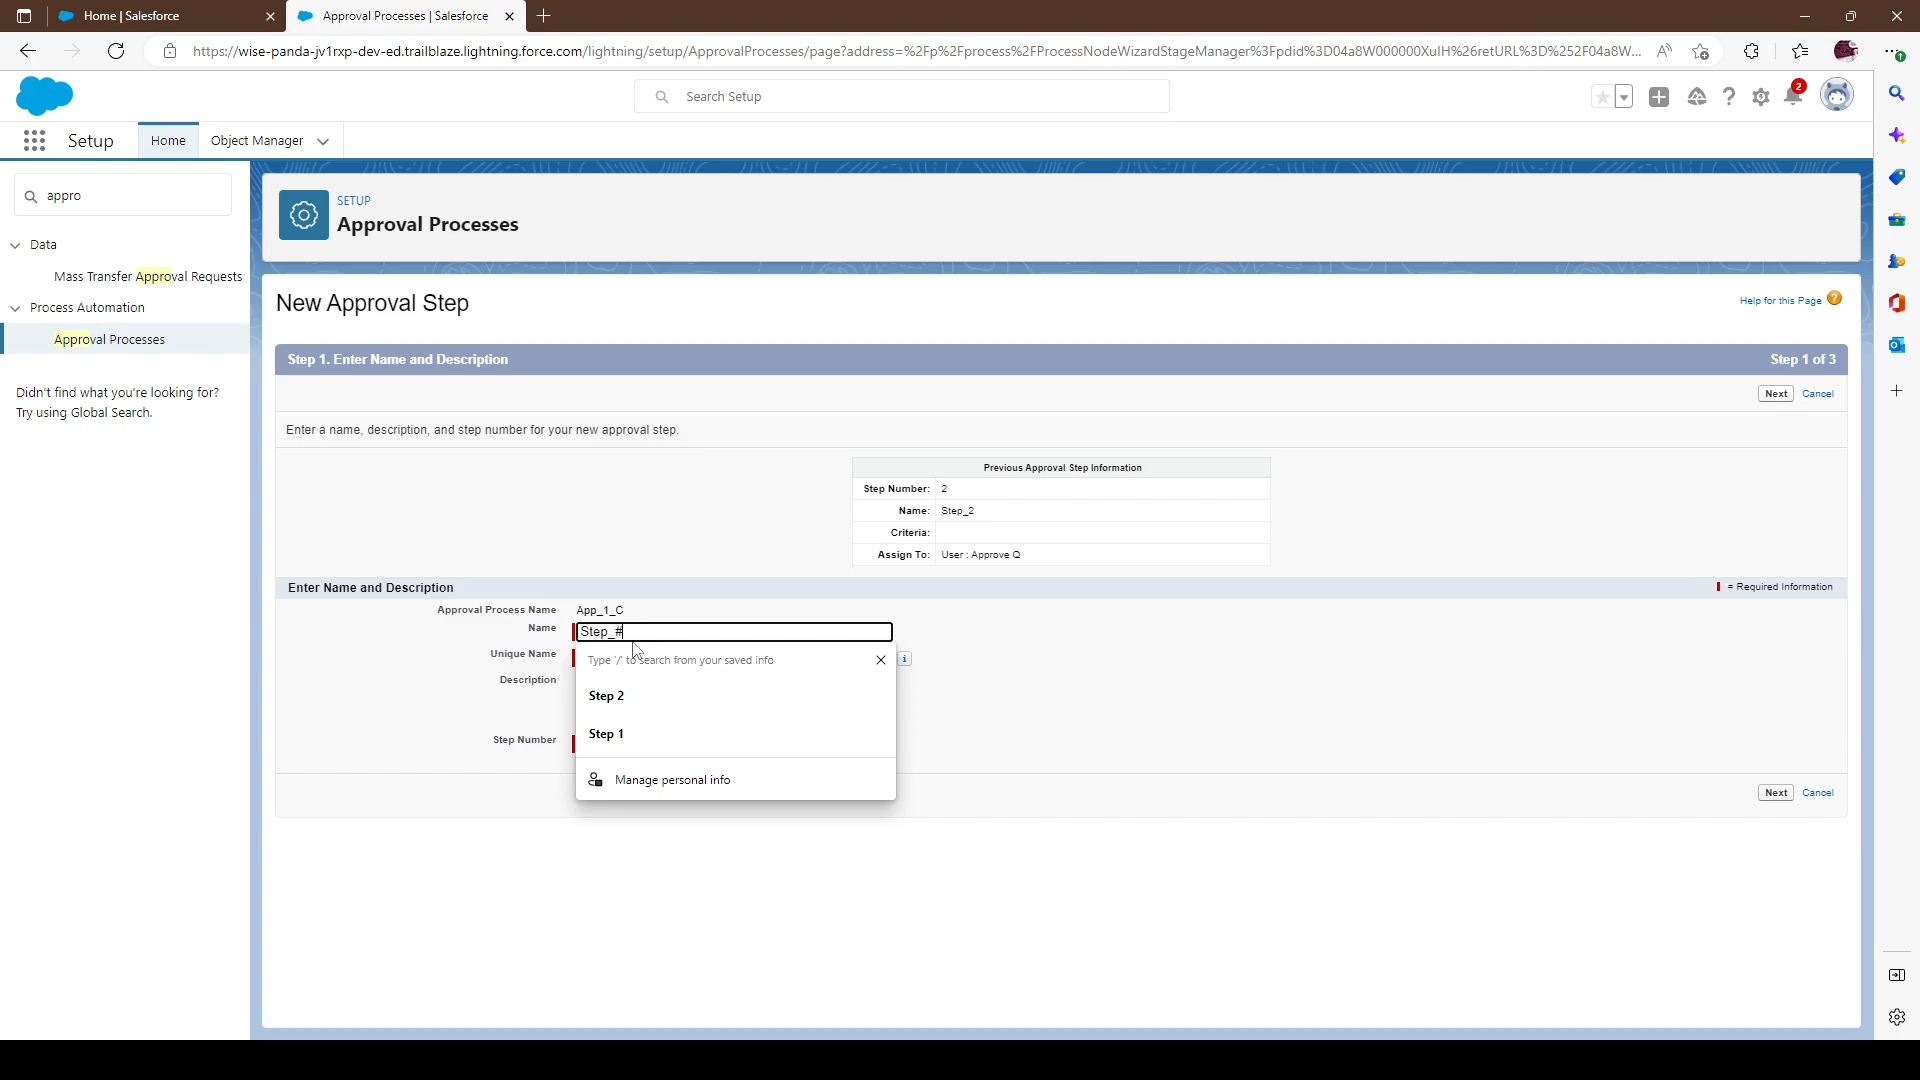 Home | Salesforce
Approval Processes | Salesforce
https://wise-panda-jv1rxp-dev-ed.trailblaze.lightning.force.com/lightning/setup/ApprovalProcesses/page?address=%2Fp%2Fprocess%2FProcessNodeWizardStageManager%3Fpdid%3D04a8W000000XuIH%26retURL%3D%252F04a8W...
Search Setup
2
Setup
Home
Object Manager
appro
SETUP
Approval Processes
Data
Mass Transfer Approval Requests
Process Automation
Approval Processes
Didn't find what you're looking for?
Try using Global Search.
New Approval Step
Help for this Page
Step 1. Enter Name and Description
Step 1 of 3
Next
Cancel
Enter a name, description, and step number for your new approval step.
Previous Approval Step Information
Step Number: 2
Name: Step_2
Criteria:
Assign To: User : Approve Q
Enter Name and Description
= Required Information
Approval Process Name App_1_C
Name Step_#
Unique Name
Type '/' to search from your saved info
Description
Step 2
Step 1
Step Number
Manage personal info
Next
Cancel